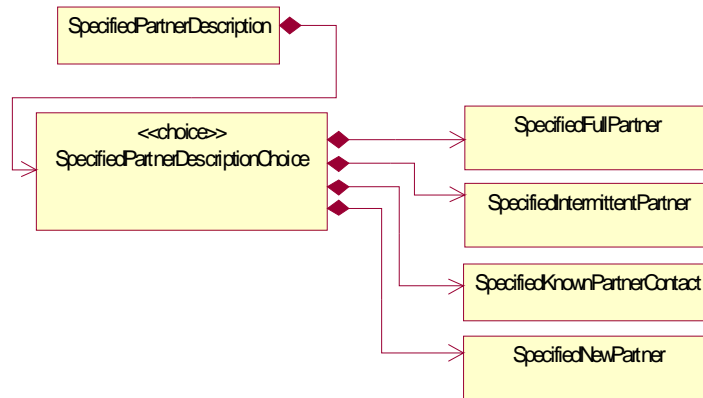 SpecifiedPartnerDescription
<<choice>>
SpecifiedPartnerDescriptionChoice
SpecifiedFullPartner
SpecifiedIntermittentPartner
SpecifiedKnownPartnerContact
SpecifiedNewPartner